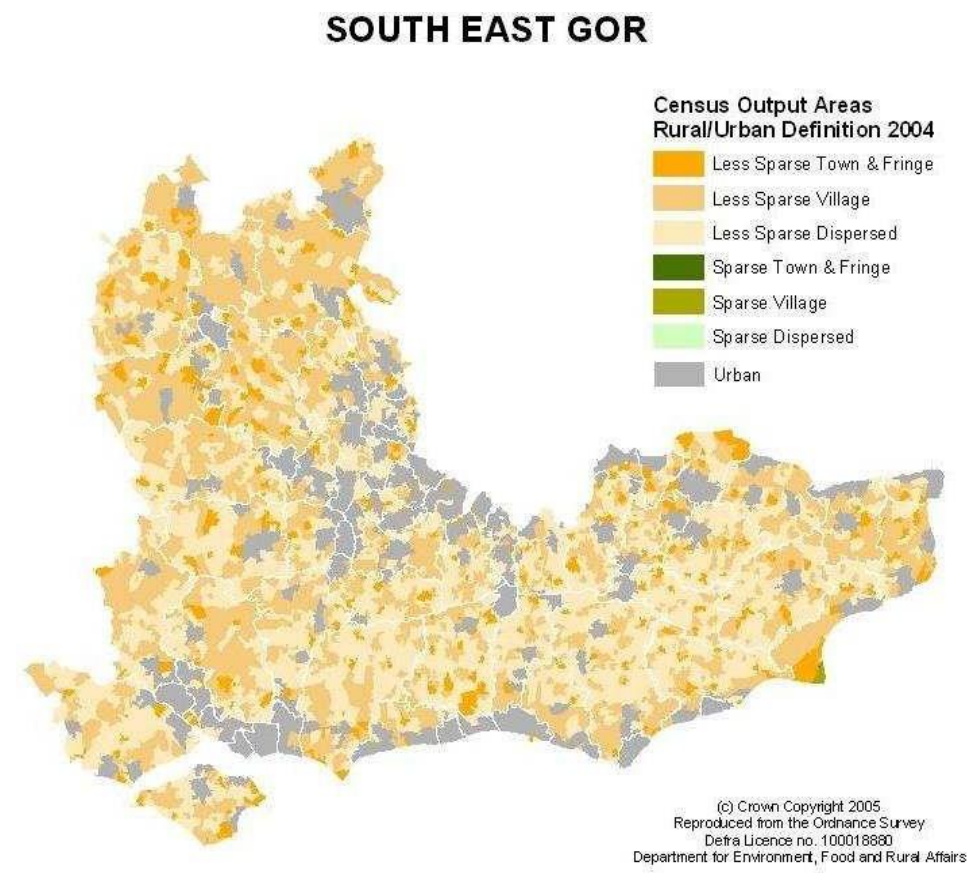 SOUTH EAST GOR
Census Output Areas
Rural/Urban Definition 2004
Less Sparse Town & Fringe
Less Sparse Village
Less Sparse Dispersed
Sparse Town & Fringe
Sparse Village
Sparse Dispersed
Urban
(c) Crown Copyright 2005
Reproduced from the Ordnance Survey
Defra Licence no. 100018880
Department for Environment, Food and Rural Affairs